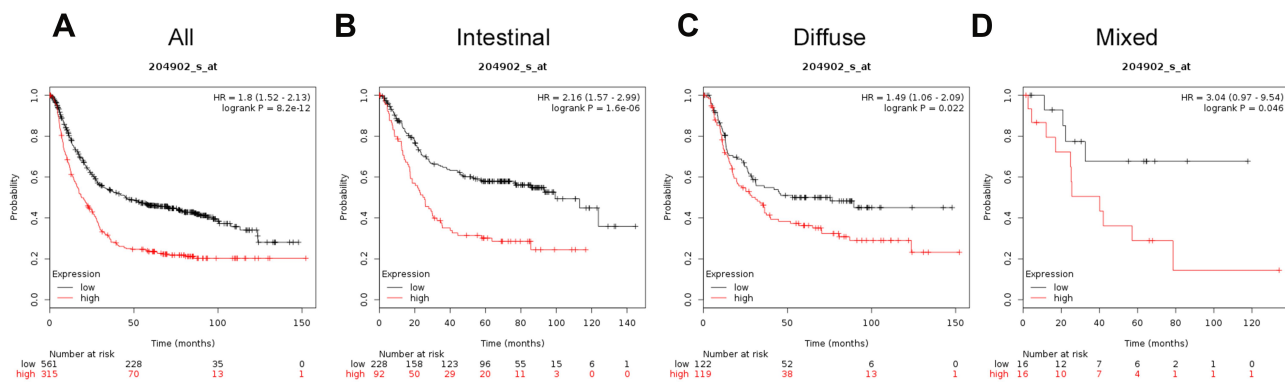 A
All
204902_s_at
HR = 1.8 (1.52 - 2.13)
logrank P = 8.2e-12
Probability
1.0
0.8
0.6
0.4
0.2
0.0
Expression
low
high
0 50 100 150
Time (months)
Number at risk
low 561 228 35 0
high 315 70 13 1
B
Intestinal
204902_s_at
HR = 2.16 (1.57 - 2.99)
logrank P = 1.6e-06
Probability
1.0
0.8
0.6
0.4
0.2
0.0
Expression
low
high
0 20 40 60 80 100 120 140
Time (months)
Number at risk
low 228 158 123 96 55 15 6 1
high 92 50 29 20 11 3 0 0
C
Diffuse
204902_s_at
HR = 1.49 (1.06 - 2.09)
logrank P = 0.022
Probability
1.0
0.8
0.6
0.4
0.2
0.0
Expression
low
high
0 50 100 150
Time (months)
Number at risk
low 122 52 6 0
high 119 38 13 1
D
Mixed
204902_s_at
HR = 3.04 (0.97 - 9.54)
logrank P = 0.046
Probability
1.0
0.8
0.6
0.4
0.2
0.0
Expression
low
high
0 20 40 60 80 100 120
Time (months)
Number at risk
low 16 12 7 6 2 1 0
high 16 10 7 4 1 1 1